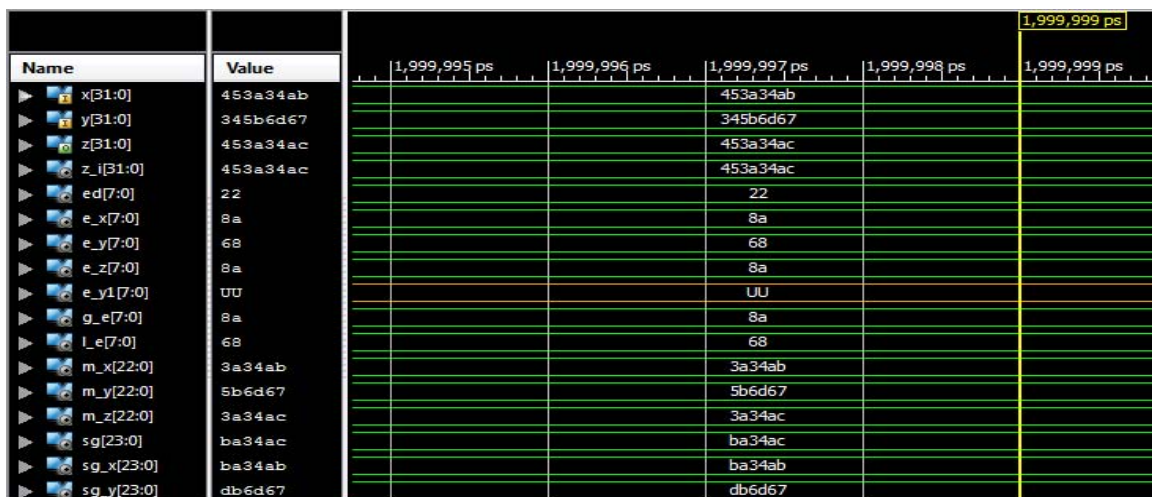 1,999,999 ps
Name Value 1,999,995 ps 1,999,996 ps 1,999,997 ps 1,999,998 ps 1,999,999 ps
x[31:0] 453a34ab 453a34ab
y[31:0] 345b6d67 345b6d67
z[31:0] 453a34ac 453a34ac
z_i[31:0] 453a34ac 453a34ac
ed[7:0] 22 22
e_x[7:0] 8a 8a
e_y[7:0] 68 68
e_z[7:0] 8a 8a
e_y1[7:0] UU UU
g_e[7:0] 8a 8a
l_e[7:0] 68 68
m_x[22:0] 3a34ab 3a34ab
m_y[22:0] 5b6d67 5b6d67
m_z[22:0] 3a34ac 3a34ac
sg[23:0] ba34ac ba34ac
sg_x[23:0] ba34ab ba34ab
sg_y[23:0] db6d67 db6d67